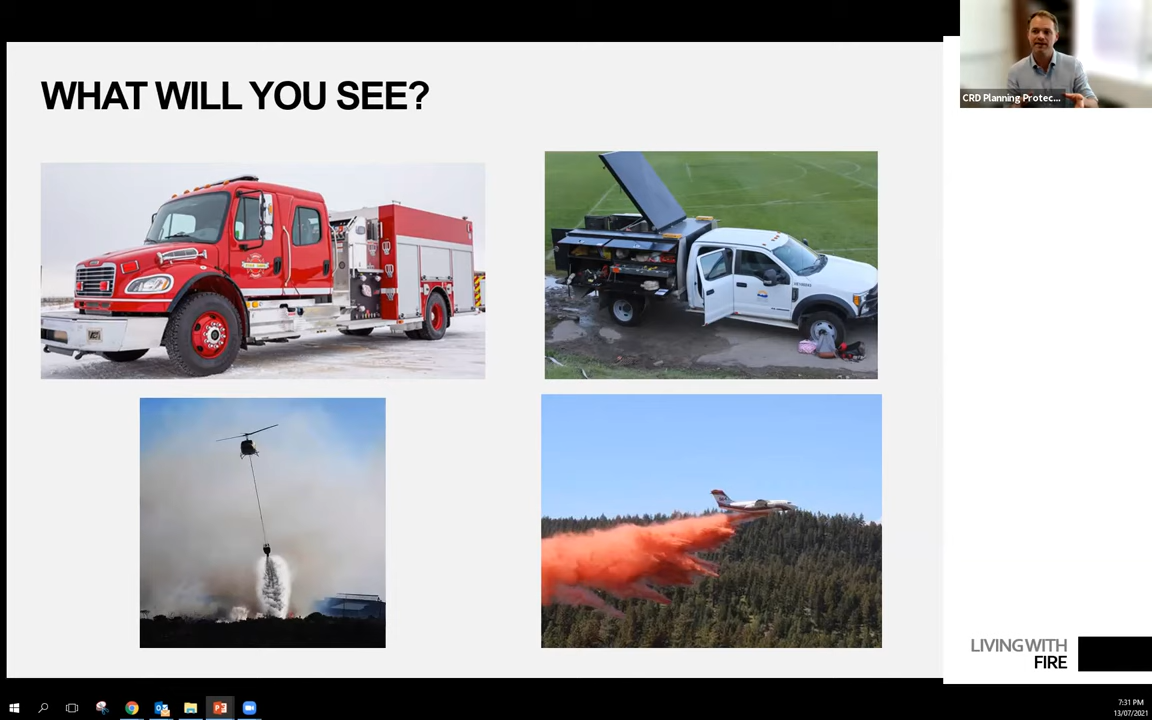 WHAT WILL YOU SEE?
CRD Planning Protec...
LIVING WITH
FIRE
7:31 PM
13/07/2021